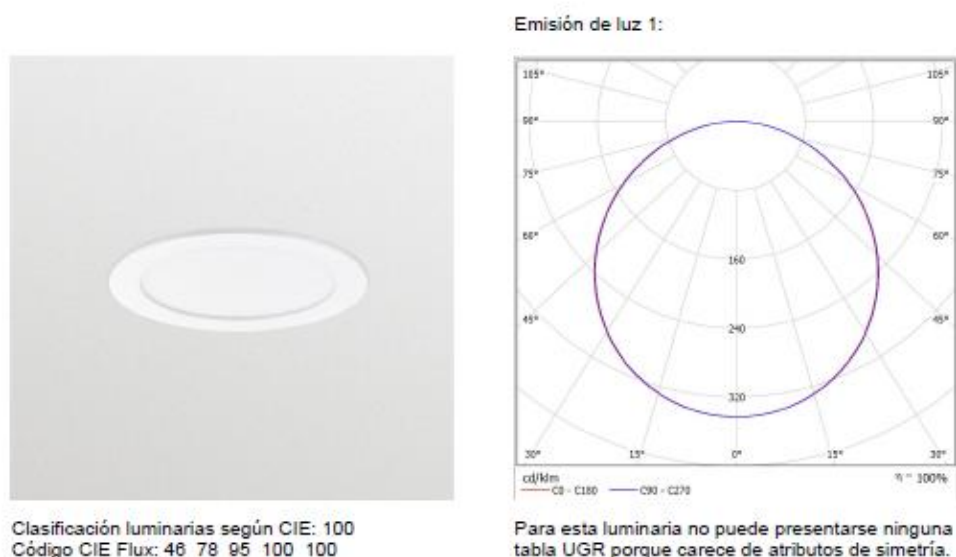 Emisión de luz 1:
105° 105°
90° 90°
75° 75°
60° 60°
160
45° 45°
240
320
30° 15° 0° 15° 30°
cd/klm η = 100%
C0 - C180 C90 - C270
Clasificación luminarias según CIE: 100
Código CIE Flux: 46 78 95 100 100
Para esta luminaria no puede presentarse ninguna
tabla UGR porque carece de atributos de simetría.